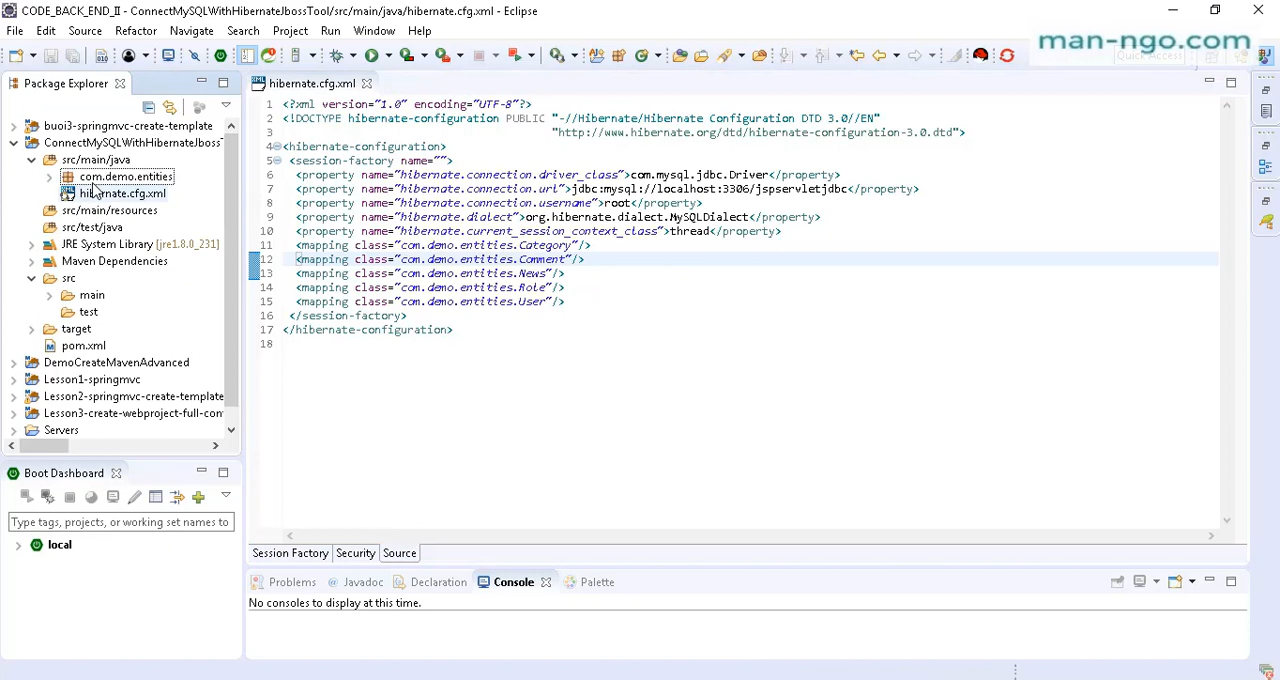 CODE_BACK_END_II - ConnectMySQLWithHibernateJbossTool/src/main/java/hibernate.cfg.xml - Eclipse
File Edit Source Refactor Navigate Search Project Run Window Help
man-ngo.com
Quick Access
Package Explorer
buoi3-springmvc-create-template
ConnectMySQLWithHibernateJboss
src/main/java
com.demo.entities
hibernate.cfg.xml
src/main/resources
src/test/java
JRE System Library [jre1.8.0_231]
Maven Dependencies
src
main
test
target
pom.xml
DemoCreateMavenAdvanced
Lesson1-springmvc
Lesson2-springmvc-create-template
Lesson3-create-webproject-full-con
Servers
Boot Dashboard
Type tags, projects, or working set names to
local
hibernate.cfg.xml
1 <?xml version="1.0" encoding="UTF-8"?>
2 <!DOCTYPE hibernate-configuration PUBLIC "-//Hibernate/Hibernate Configuration DTD 3.0//EN"
3 "http://www.hibernate.org/dtd/hibernate-configuration-3.0.dtd">
4 <hibernate-configuration>
5 <session-factory name="">
6 <property name="hibernate.connection.driver_class">com.mysql.jdbc.Driver</property>
7 <property name="hibernate.connection.url">jdbc:mysql://localhost:3306/jspservletjdbc</property>
8 <property name="hibernate.connection.username">root</property>
9 <property name="hibernate.dialect">org.hibernate.dialect.MySQLDialect</property>
10 <property name="hibernate.current_session_context_class">thread</property>
11 <mapping class="com.demo.entities.Category"/>
12 <mapping class="com.demo.entities.Comment"/>
13 <mapping class="com.demo.entities.News"/>
14 <mapping class="com.demo.entities.Role"/>
15 <mapping class="com.demo.entities.User"/>
16 </session-factory>
17 </hibernate-configuration>
18
Session Factory Security Source
Problems Javadoc Declaration Console Palette
No consoles to display at this time.